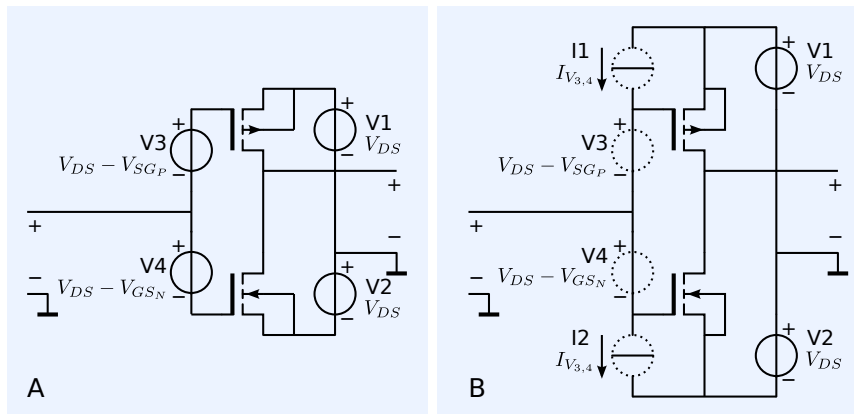 V3
$V_{DS} - V_{SG_P}$
V1
$V_{DS}$
V4
$V_{DS} - V_{GS_N}$
V2
$V_{DS}$
A
I1
$I_{V_{3,4}}$
V1
$V_{DS}$
V3
$V_{DS} - V_{SG_P}$
V4
$V_{DS} - V_{GS_N}$
I2
$I_{V_{3,4}}$
V2
$V_{DS}$
B